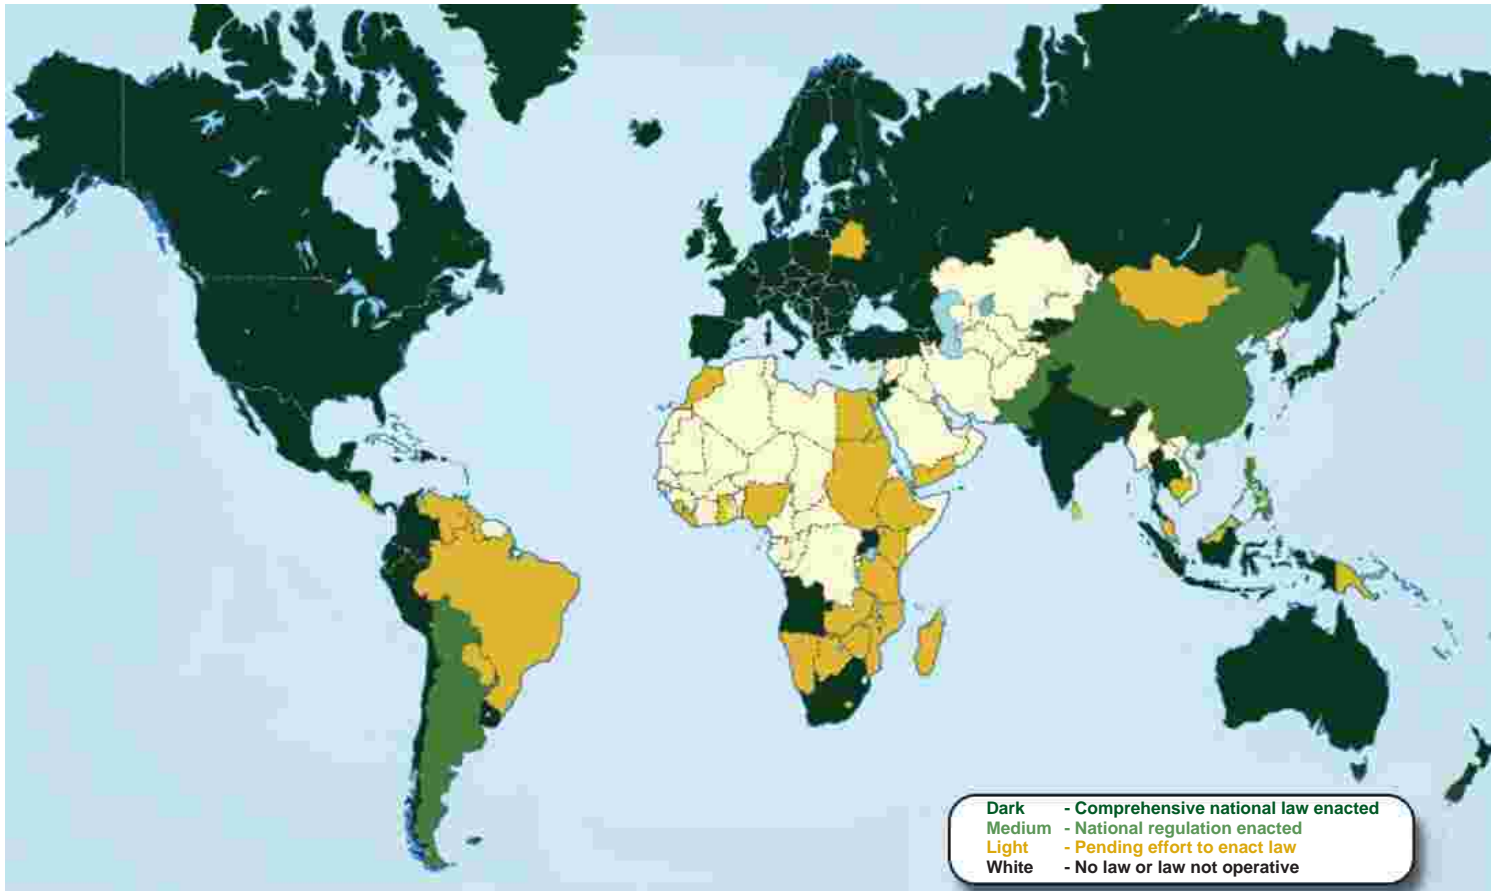 Dark - Comprehensive national law enacted
Medium - National regulation enacted
Light - Pending effort to enact law
White - No law or law not operative